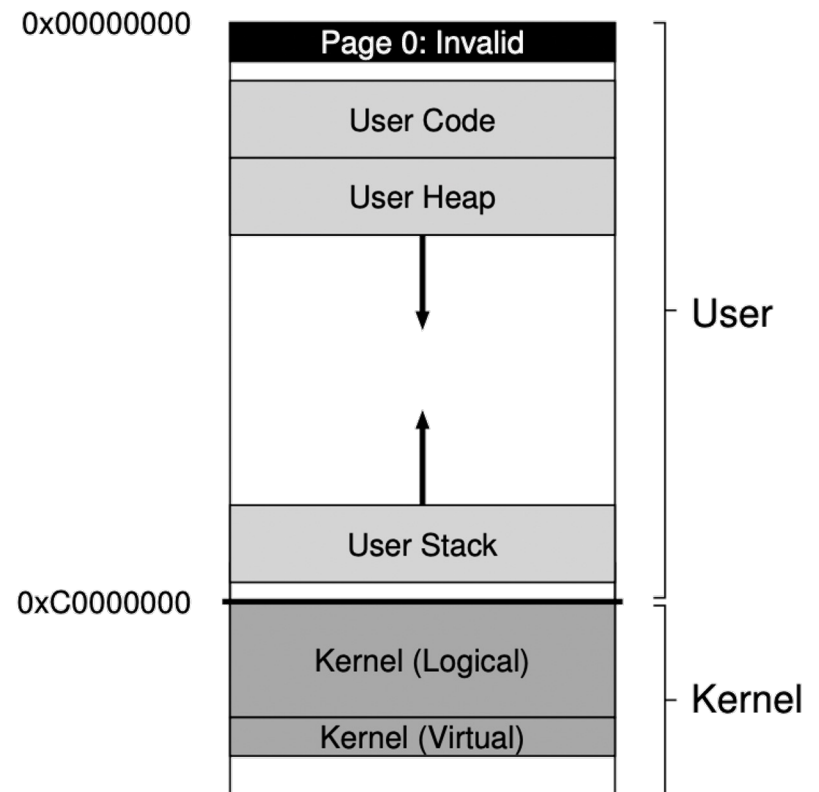 0x00000000
Page 0: Invalid
User Code
User Heap
User
User Stack
0xC0000000
Kernel (Logical)
Kernel
Kernel (Virtual)